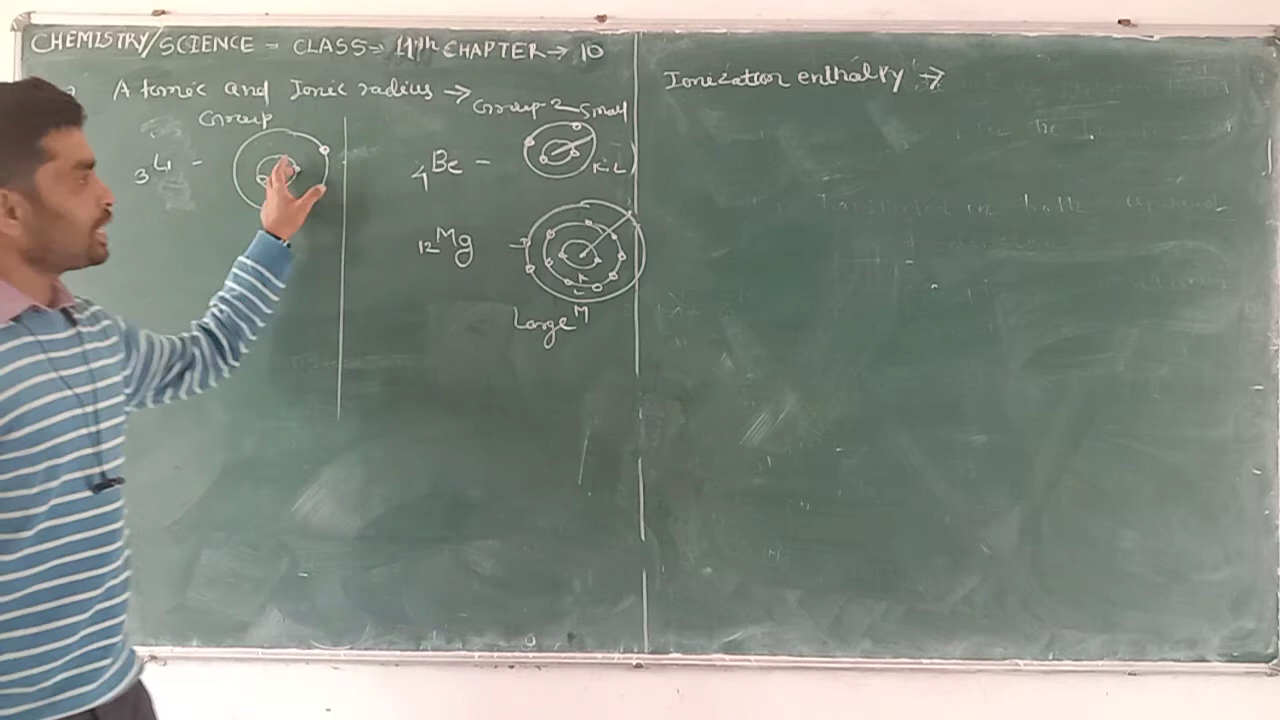 CHEMISTRY/SCIENCE - CLASS→ 11th CHAPTER → 10
Atomic and Ionic radius →
Group
3Li -
Group-2 Small
4Be -
K L
12Mg -
K
L
M
Large
Ionization enthalpy →